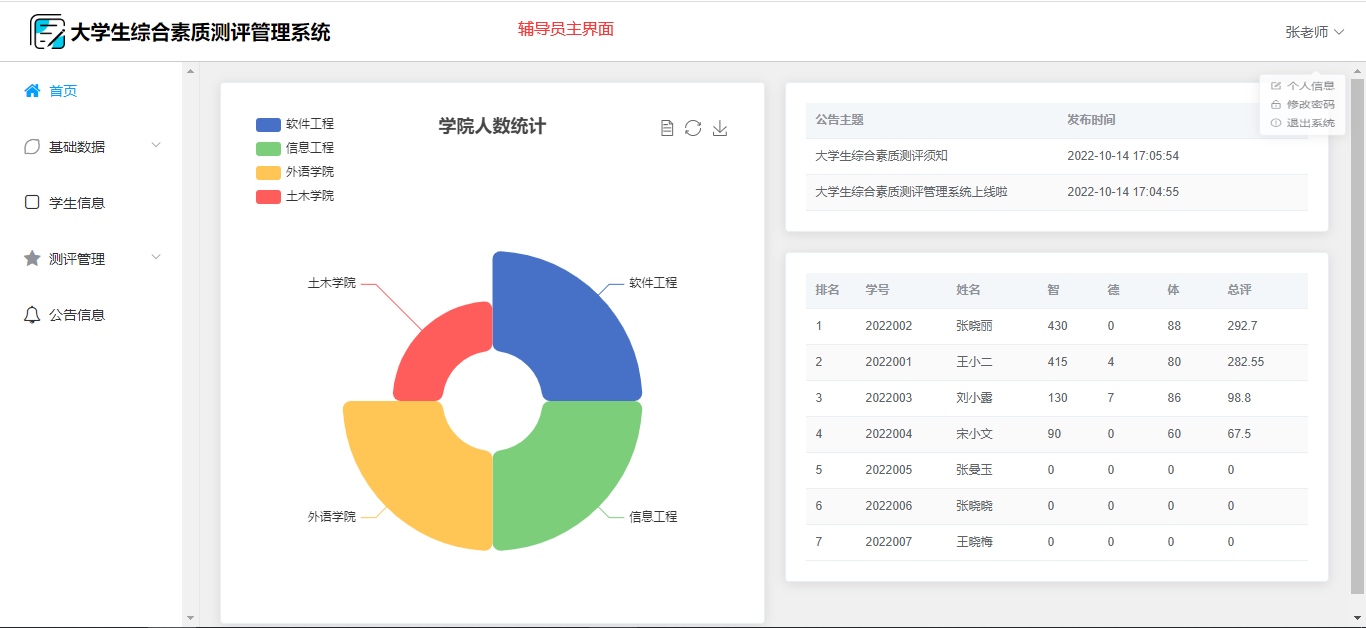 大学生综合素质测评管理系统
辅导员主界面
张老师
个人信息
修改密码
退出系统
首页
基础数据
学生信息
测评管理
公告信息
学院人数统计
软件工程
信息工程
外语学院
土木学院
土木学院
软件工程
外语学院
信息工程
公告主题 发布时间
大学生综合素质测评须知 2022-10-14 17:05:54
大学生综合素质测评管理系统上线啦 2022-10-14 17:04:55
排名 学号 姓名 智 德 体 总评
1 2022002 张晓丽 430 0 88 292.7
2 2022001 王小二 415 4 80 282.55
3 2022003 刘小露 130 7 86 98.8
4 2022004 宋小文 90 0 60 67.5
5 2022005 张曼玉 0 0 0 0
6 2022006 张晓晓 0 0 0 0
7 2022007 王晓梅 0 0 0 0